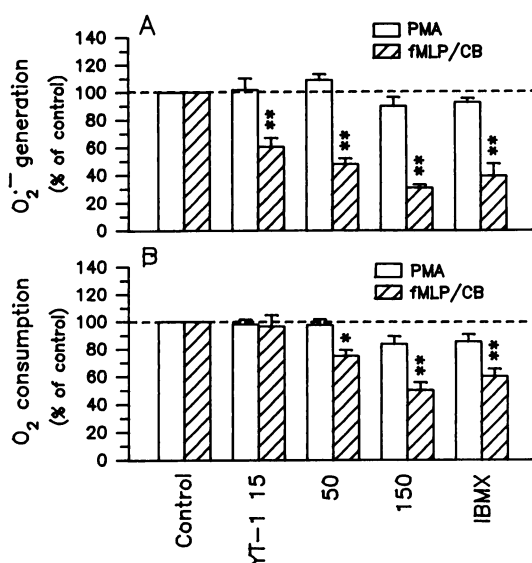 A
PMA
fMLP/CB
O2·− generation
(% of control)
140
120
100
80
60
40
20
0
**
**
**
**
B
PMA
fMLP/CB
O2 consumption
(% of control)
140
120
100
80
60
40
20
0
*
**
**
Control
YT-1 15
50
150
IBMX